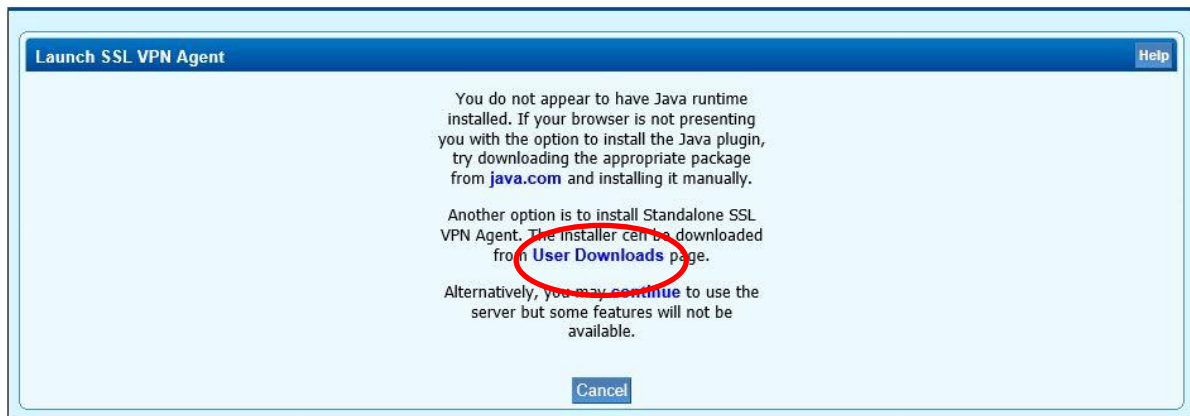 Launch SSL VPN Agent
Help
You do not appear to have Java runtime
installed. If your browser is not presenting
you with the option to install the Java plugin,
try downloading the appropriate package
from java.com and installing it manually.
Another option is to install Standalone SSL
VPN Agent. The installer can be downloaded
from User Downloads page.
Alternatively, you may continue to use the
server but some features will not be
available.
Cancel